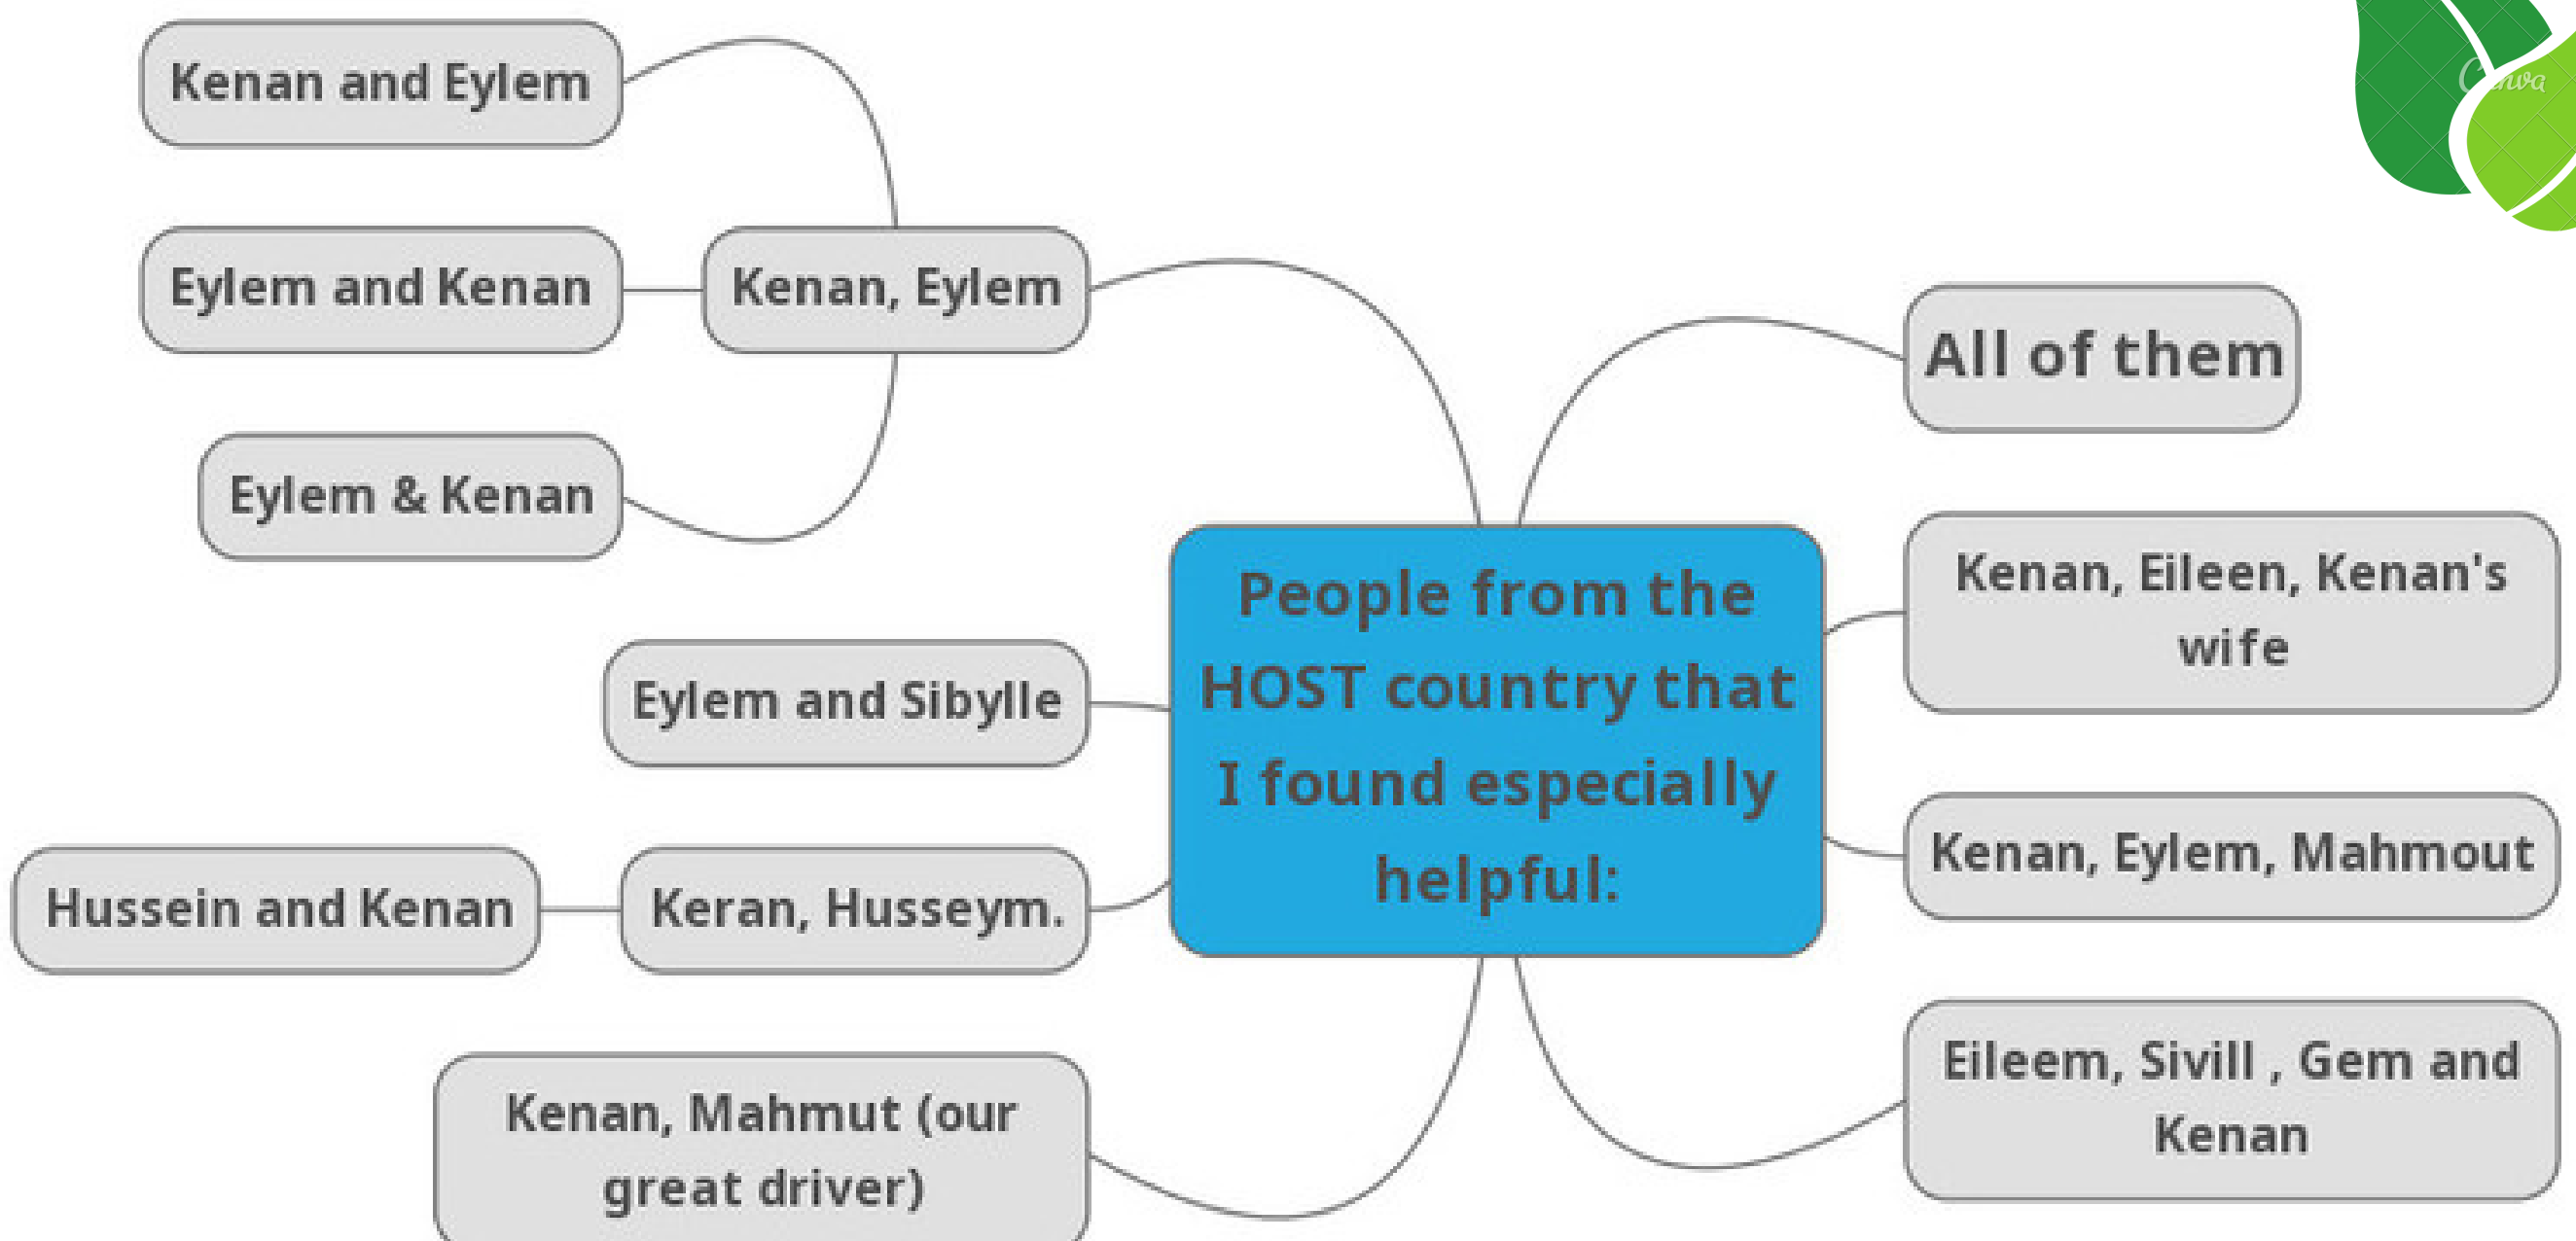 Kenan and Eylem
Eylem and Kenan
Kenan, Eylem
Eylem & Kenan
Eylem and Sibylle
Hussein and Kenan
Keran, Husseym.
Kenan, Mahmut (our
great driver)
People from the
HOST country that
I found especially
helpful:
All of them
Kenan, Eileen, Kenan's
wife
Kenan, Eylem, Mahmout
Eileem, Sivill , Gem and
Kenan
Canva